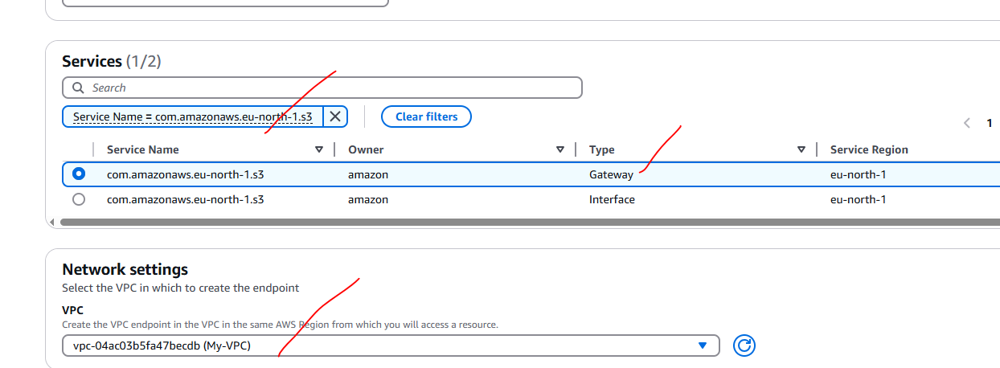 Services (1/2)
Search
Service Name = com.amazonaws.eu-north-1.s3
Clear filters
1
Service Name Owner Type Service Region
com.amazonaws.eu-north-1.s3 amazon Gateway eu-north-1
com.amazonaws.eu-north-1.s3 amazon Interface eu-north-1
Network settings
Select the VPC in which to create the endpoint
VPC
Create the VPC endpoint in the VPC in the same AWS Region from which you will access a resource.
vpc-04ac03b5fa47becdb (My-VPC)